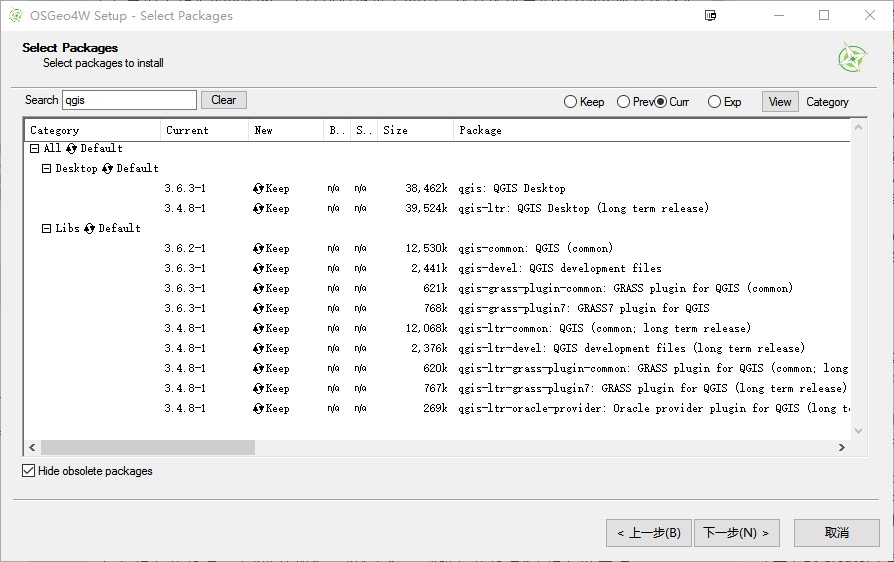 OSGeo4W Setup - Select Packages
Select Packages
Select packages to install
Search qgis Clear Keep Prev Curr Exp View Category
Category Current New B.. S.. Size Package
All Default
Desktop Default
3.6.3-1 Keep n/a n/a 38,462k qgis: QGIS Desktop
3.4.8-1 Keep n/a n/a 39,524k qgis-ltr: QGIS Desktop (long term release)
Libs Default
3.6.2-1 Keep n/a n/a 12,530k qgis-common: QGIS (common)
3.6.3-1 Keep n/a n/a 2,441k qgis-devel: QGIS development files
3.6.3-1 Keep n/a n/a 621k qgis-grass-plugin-common: GRASS plugin for QGIS (common)
3.6.3-1 Keep n/a n/a 768k qgis-grass-plugin7: GRASS7 plugin for QGIS
3.4.8-1 Keep n/a n/a 12,068k qgis-ltr-common: QGIS (common; long term release)
3.4.8-1 Keep n/a n/a 2,376k qgis-ltr-devel: QGIS development files (long term release)
3.4.8-1 Keep n/a n/a 620k qgis-ltr-grass-plugin-common: GRASS plugin for QGIS (common; long
3.4.8-1 Keep n/a n/a 767k qgis-ltr-grass-plugin7: GRASS plugin for QGIS (long term release)
3.4.8-1 Keep n/a n/a 269k qgis-ltr-oracle-provider: Oracle provider plugin for QGIS (long t
Hide obsolete packages
< 上一步(B) 下一步(N) > 取消